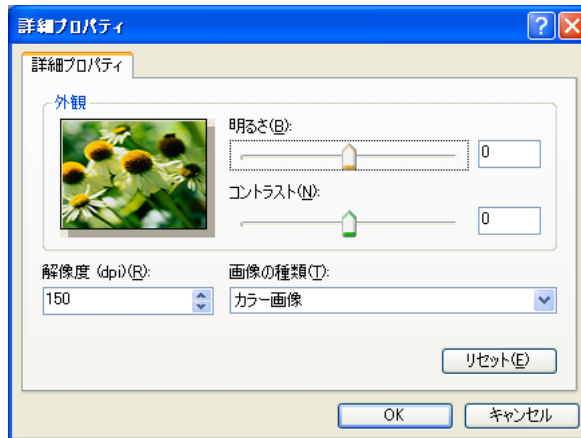 詳細プロパティ
詳細プロパティ
外観
明るさ(B):
0
コントラスト(N):
0
解像度 (dpi)(R):
150
画像の種類(T):
カラー画像
リセット(E)
OK
キャンセル